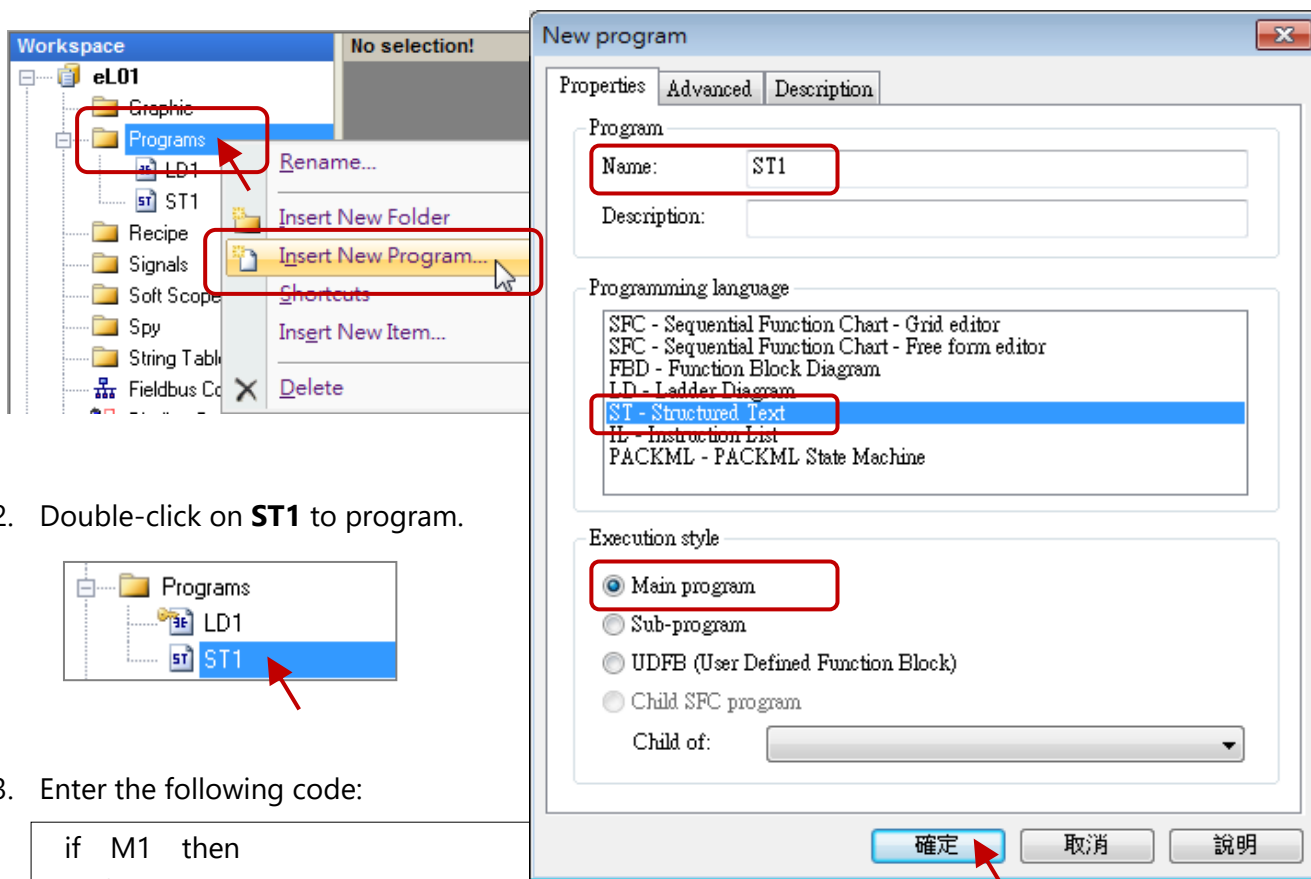 Workspace
No selection!
eL01
Graphic
Programs
LD1
ST1
Recipe
Signals
Soft Scope
Spy
String Tabl
Fieldbus Co
Rename...
Insert New Folder
Insert New Program...
Shortcuts
Insert New Item...
Delete
2. Double-click on ST1 to program.
Programs
LD1
ST1
3. Enter the following code:
if M1 then
New program
Properties Advanced Description
Program
Name: ST1
Description:
Programming language
SFC - Sequential Function Chart - Grid editor
SFC - Sequential Function Chart - Free form editor
FBD - Function Block Diagram
LD - Ladder Diagram
ST - Structured Text
IL - Instruction List
PACKML - PACKML State Machine
Execution style
Main program
Sub-program
UDFB (User Defined Function Block)
Child SFC program
Child of:
確定 取消 說明